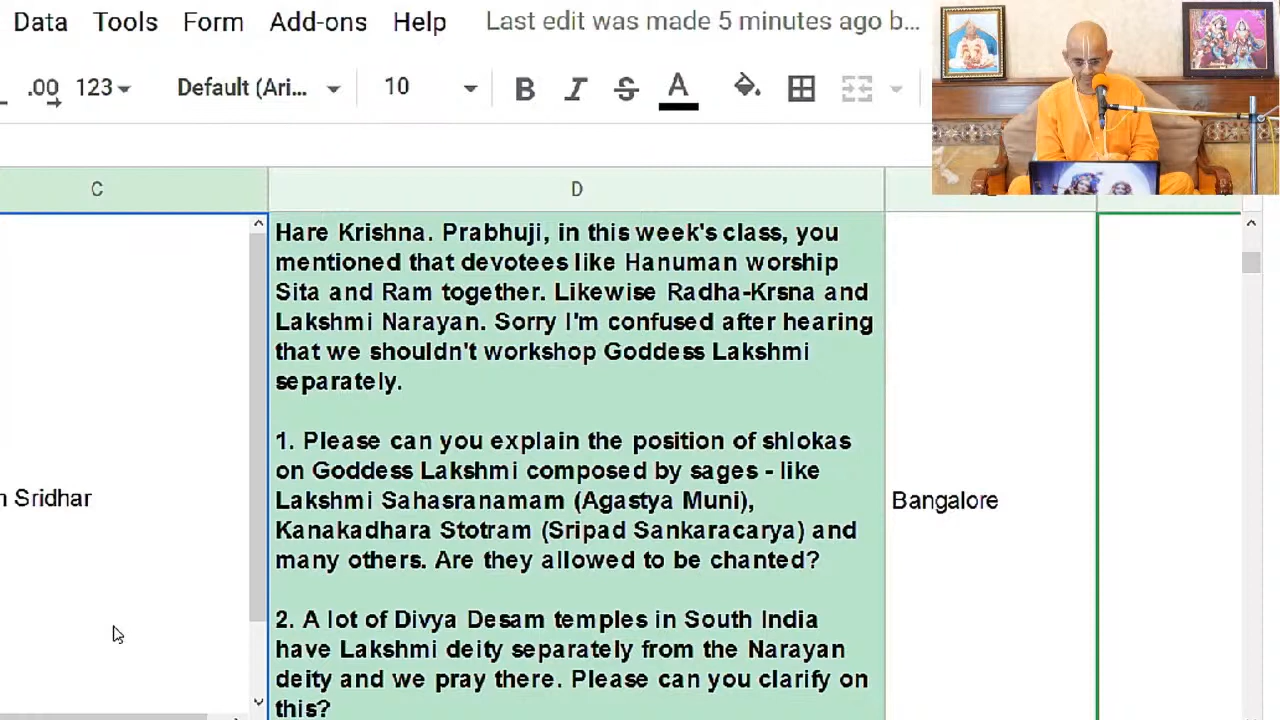 Data Tools Form Add-ons Help Last edit was made 5 minutes ago b...
.00 123 Default (Ari... 10 B I S A
C D
Hare Krishna. Prabhuji, in this week's class, you
mentioned that devotees like Hanuman worship
Sita and Ram together. Likewise Radha-Krsna and
Lakshmi Narayan. Sorry I'm confused after hearing
that we shouldn't workshop Goddess Lakshmi
separately.
1. Please can you explain the position of shlokas
on Goddess Lakshmi composed by sages - like
Lakshmi Sahasranamam (Agastya Muni),
Kanakadhara Stotram (Sripad Sankaracarya) and
many others. Are they allowed to be chanted?
2. A lot of Divya Desam temples in South India
have Lakshmi deity separately from the Narayan
deity and we pray there. Please can you clarify on
this?
Sridhar
Bangalore